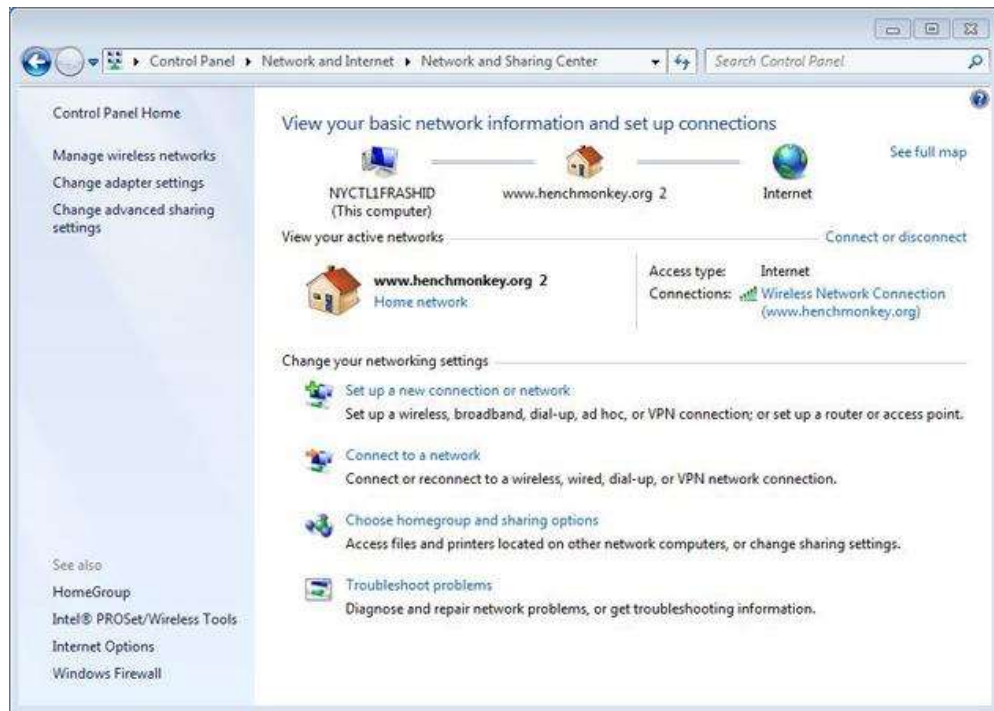 Control Panel ▸ Network and Internet ▸ Network and Sharing Center
Search Control Panel
Control Panel Home
Manage wireless networks
Change adapter settings
Change advanced sharing
settings
See also
HomeGroup
Intel® PROSet/Wireless Tools
Internet Options
Windows Firewall
View your basic network information and set up connections
See full map
NYCTL1FRASHID
(This computer)
www.henchmonkey.org 2
Internet
View your active networks
Connect or disconnect
www.henchmonkey.org 2
Home network
Access type: Internet
Connections: Wireless Network Connection
(www.henchmonkey.org)
Change your networking settings
Set up a new connection or network
Set up a wireless, broadband, dial-up, ad hoc, or VPN connection; or set up a router or access point.
Connect to a network
Connect or reconnect to a wireless, wired, dial-up, or VPN network connection.
Choose homegroup and sharing options
Access files and printers located on other network computers, or change sharing settings.
Troubleshoot problems
Diagnose and repair network problems, or get troubleshooting information.